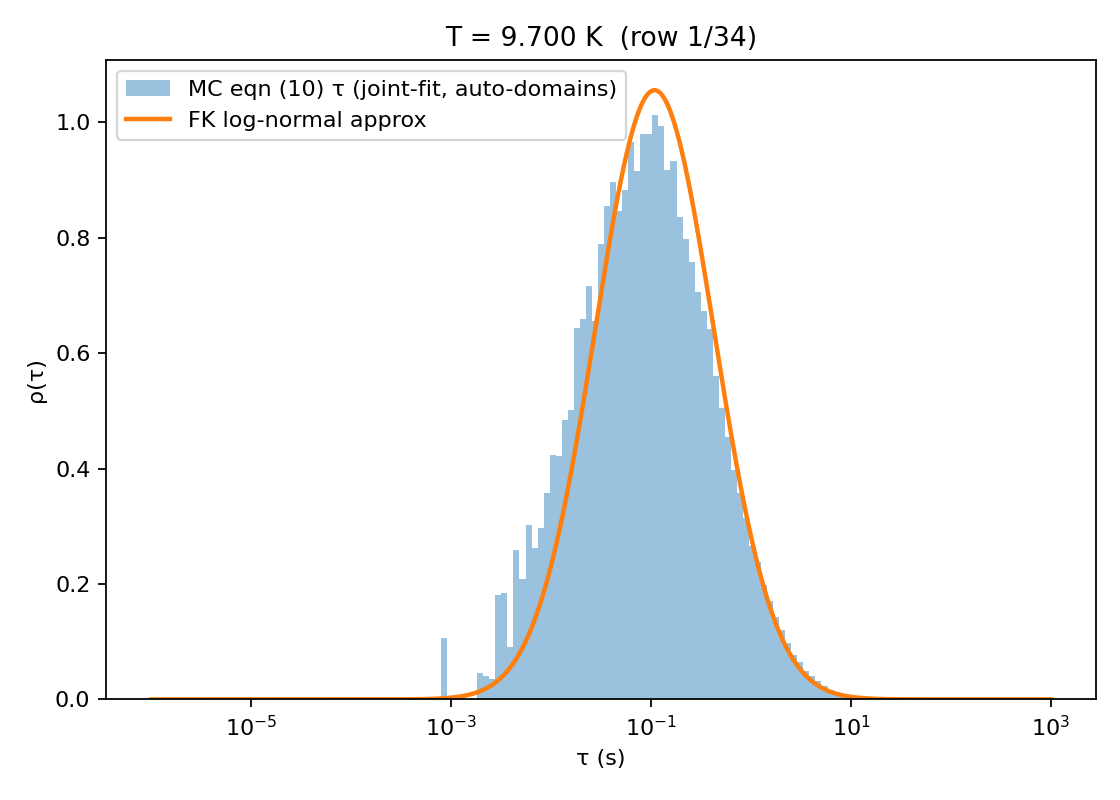 T = 9.700 K  (row 1/34)
MC eqn (10) τ (joint-fit, auto-domains)
FK log-normal approx
ρ(τ)
1.0
0.8
0.6
0.4
0.2
0.0
10⁻⁵ 10⁻³ 10⁻¹ 10¹ 10³
τ (s)